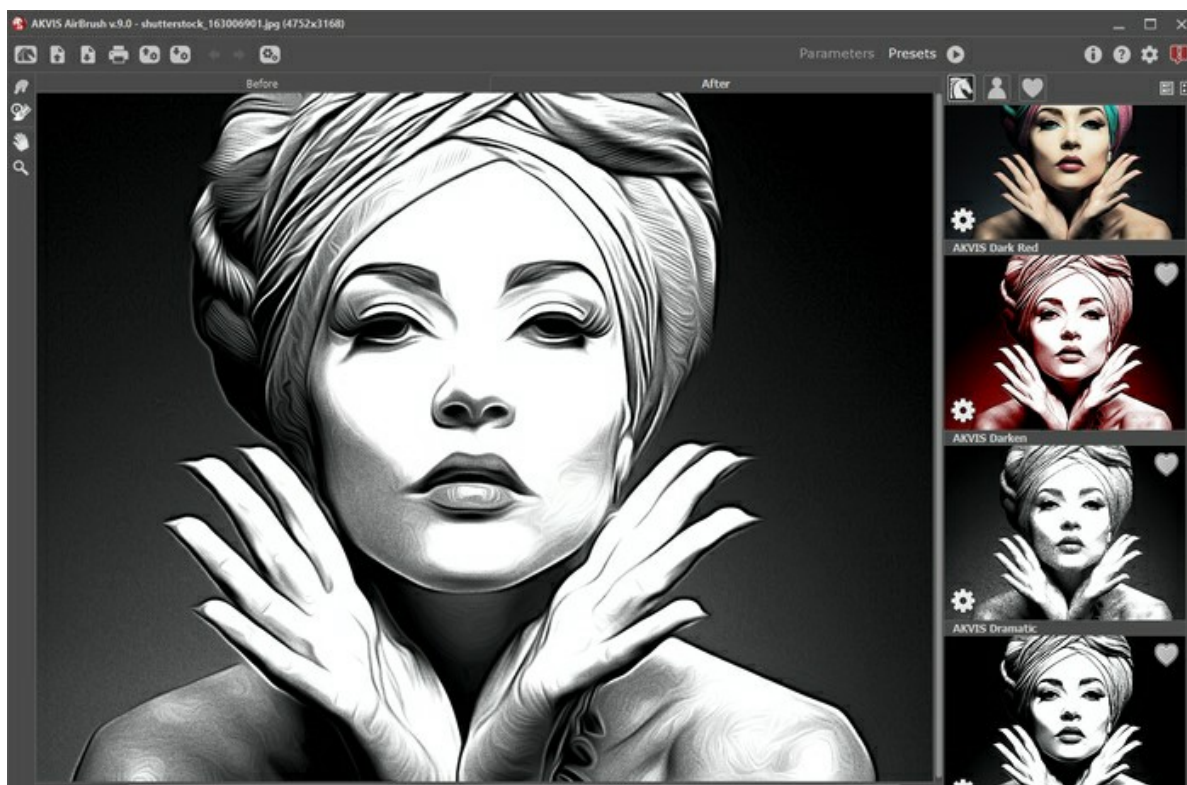 AKVIS AirBrush v.9.0 - shutterstock_163006901.jpg (4752x3168)
Parameters Presets
Before After
AKVIS Dark Red
AKVIS Darken
AKVIS Dramatic